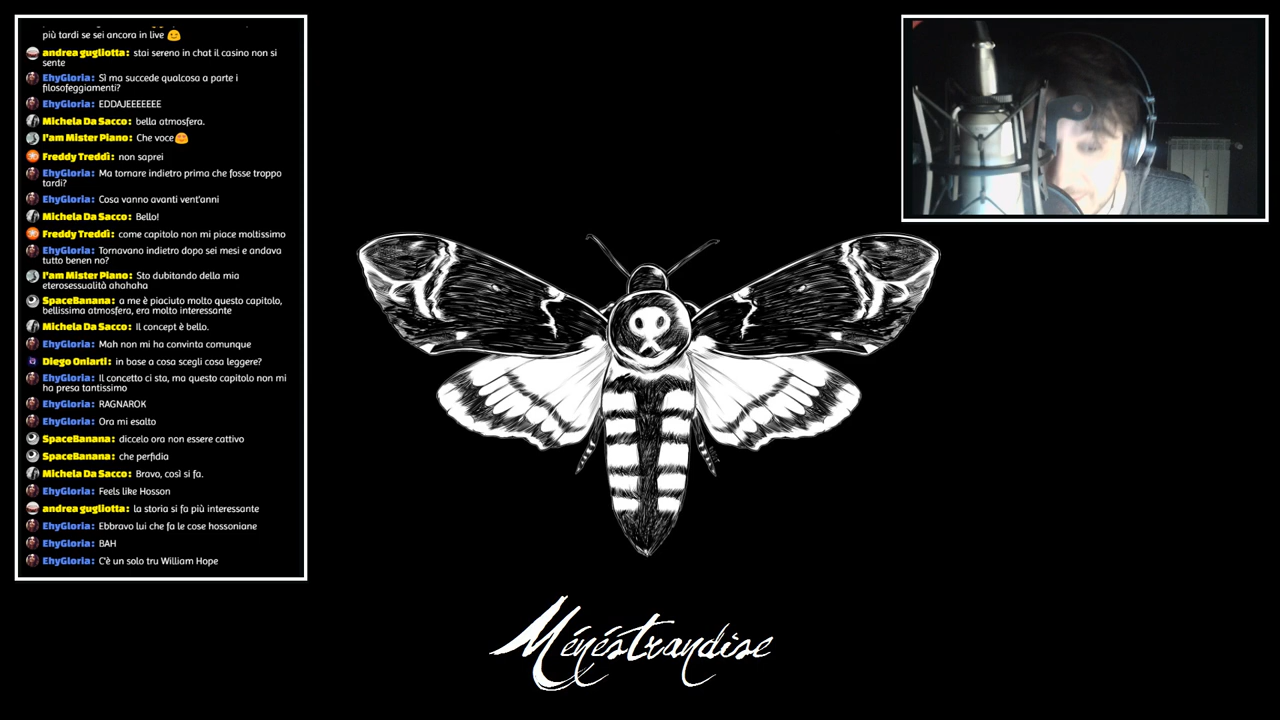 più tardi se sei ancora in live
andrea gugliotta: stai sereno in chat il casino non si
sente
EhyGloria: Sì ma succede qualcosa a parte i
filosofeggiamenti?
EhyGloria: EDDAJEEEEEEE
Michela Da Sacco: bella atmosfera.
I'am Mister Piano: Che voce
Freddy Treddì: non saprei
EhyGloria: Ma tornare indietro prima che fosse troppo
tardi?
EhyGloria: Cosa vanno avanti vent'anni
Michela Da Sacco: Bello!
Freddy Treddì: come capitolo non mi piace moltissimo
EhyGloria: Tornavano indietro dopo sei mesi e andava
tutto benen no?
I'am Mister Piano: Sto dubitando della mia
eterosessualità ahahaha
SpaceBanana: a me è piaciuto molto questo capitolo,
bellissima atmosfera, era molto interessante
Michela Da Sacco: Il concept è bello.
EhyGloria: Mah non mi ha convinta comunque
Diego Oniarti: in base a cosa scegli cosa leggere?
EhyGloria: Il concetto ci sta, ma questo capitolo non mi
ha presa tantissimo
EhyGloria: RAGNAROK
EhyGloria: Ora mi esalto
SpaceBanana: diccelo ora non essere cattivo
SpaceBanana: che perfidia
Michela Da Sacco: Bravo, così si fa.
EhyGloria: Feels like Hosson
andrea gugliotta: la storia si fa più interessante
EhyGloria: Ebbravo lui che fa le cose hossoniane
EhyGloria: BAH
EhyGloria: C'è un solo tru William Hope
Ménéstrandise